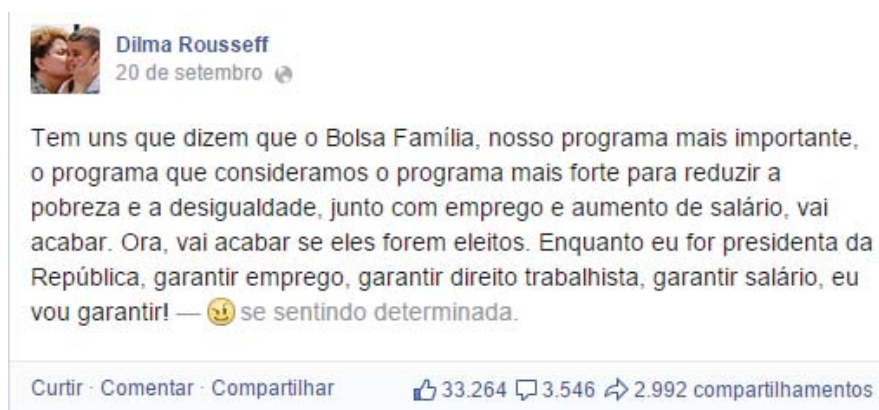 Dilma Rousseff
20 de setembro
Tem uns que dizem que o Bolsa Família, nosso programa mais importante,
o programa que consideramos o programa mais forte para reduzir a
pobreza e a desigualdade, junto com emprego e aumento de salário, vai
acabar. Ora, vai acabar se eles forem eleitos. Enquanto eu for presidenta da
República, garantir emprego, garantir direito trabalhista, garantir salário, eu
vou garantir! — se sentindo determinada.
Curtir · Comentar · Compartilhar 33.264 3.546 2.992 compartilhamentos